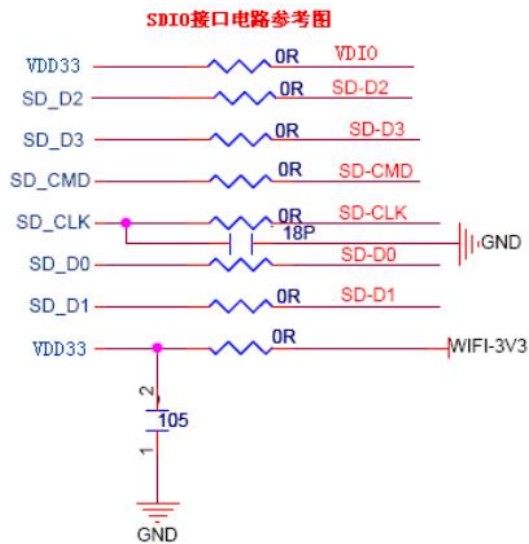 SDIO接口电路参考图
VDD33 0R VDIO
SD_D2 0R SD-D2
SD_D3 0R SD-D3
SD_CMD 0R SD-CMD
SD_CLK 0R SD-CLK
18P GND
SD_D0 SD-D0
SD_D1 0R SD-D1
VDD33 0R WIFI-3V3
2
105
1
GND